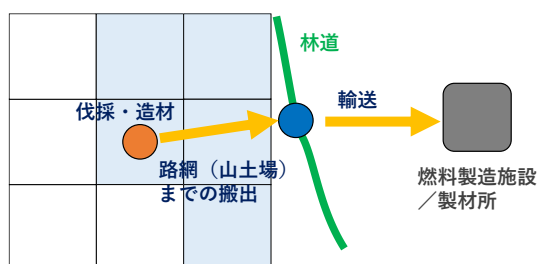 林道
伐採・造材
輸送
路網（山土場）
までの搬出
燃料製造施設
／製材所